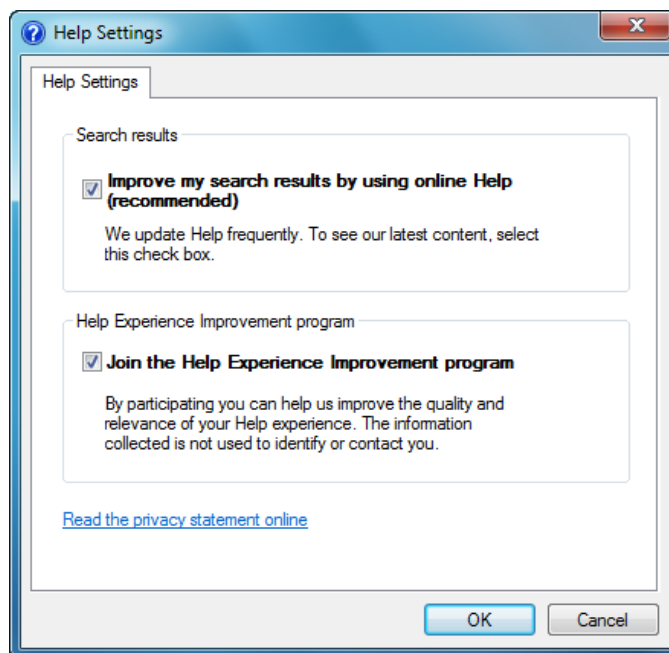 Help Settings
Help Settings
Search results
Improve my search results by using online Help
(recommended)
We update Help frequently. To see our latest content, select
this check box.
Help Experience Improvement program
Join the Help Experience Improvement program
By participating you can help us improve the quality and
relevance of your Help experience. The information
collected is not used to identify or contact you.
Read the privacy statement online
OK Cancel